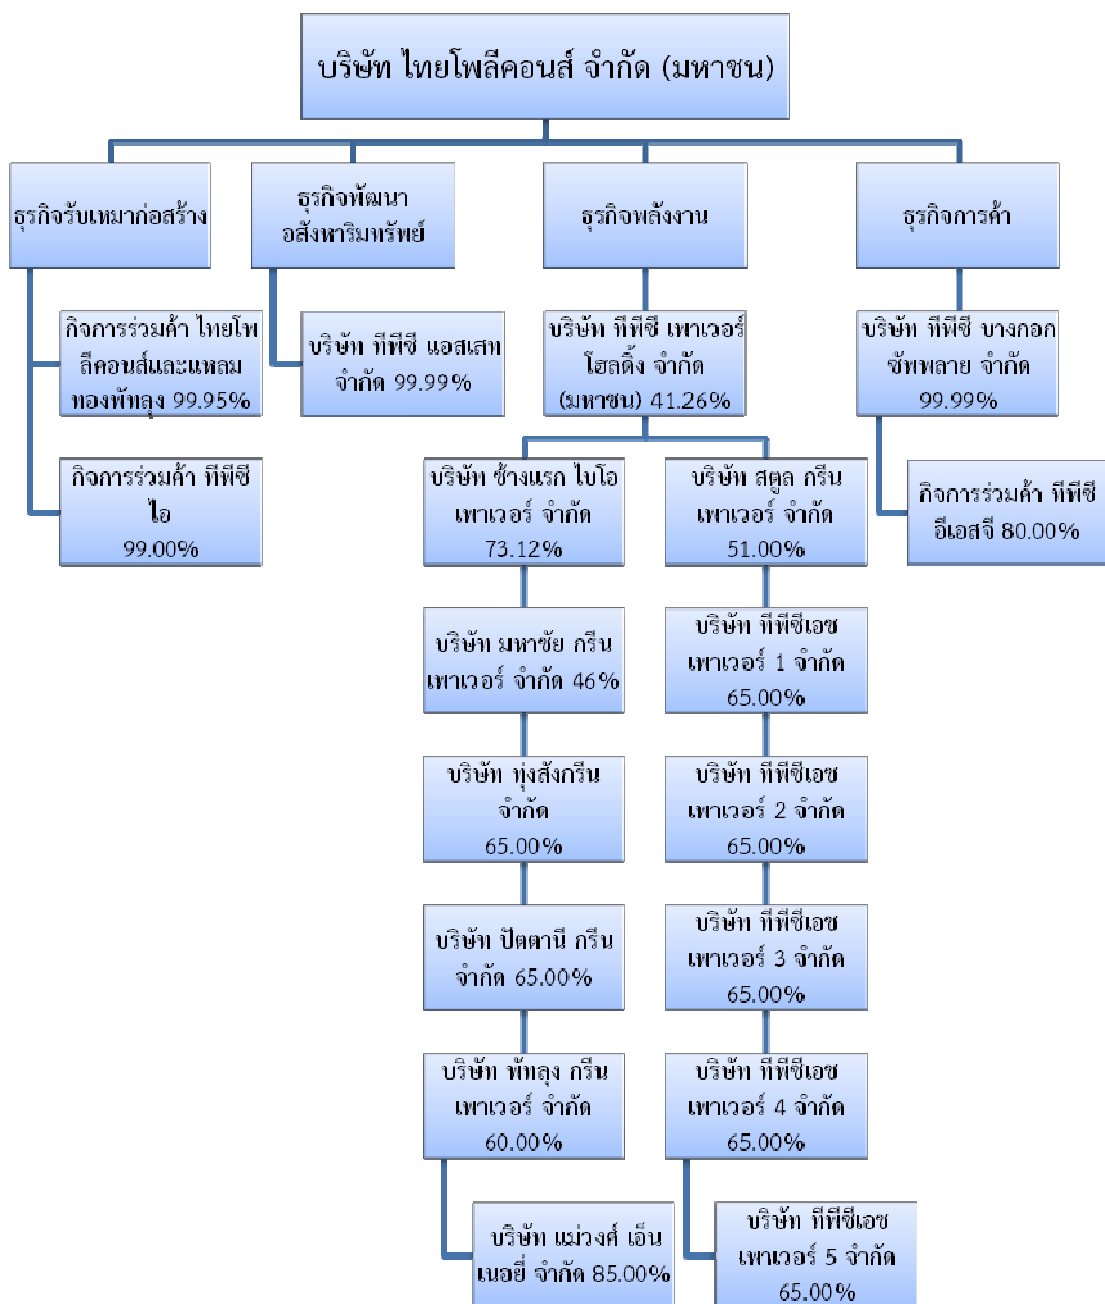 บริษัท ไทยโพลีคอนส์ จำกัด (มหาชน)
ธุรกิจรับเหมาก่อสร้าง
ธุรกิจพัฒนา
อสังหาริมทรัพย์
ธุรกิจพลังงาน
ธุรกิจการค้า
กิจการร่วมค้า ไทยโพ
ลีคอนส์และแหลม
ทองพัทลุง 99.95%
บริษัท ทีพีซี แอสเสท
จำกัด 99.99%
บริษัท ทีพีซี เพาเวอร์
โฮลดิ้ง จำกัด
(มหาชน) 41.26%
บริษัท ทีพีซี บางกอก
ซัพพลาย จำกัด
99.99%
กิจการร่วมค้า ทีพีซี
ไอ
99.00%
บริษัท ช้างแรก ไบโอ
เพาเวอร์ จำกัด
73.12%
บริษัท สตูล กรีน
เพาเวอร์ จำกัด
51.00%
กิจการร่วมค้า ทีพีซี
อีเอสจี 80.00%
บริษัท มหาชัย กรีน
เพาเวอร์ จำกัด 46%
บริษัท ทีพีซีเอช
เพาเวอร์ 1 จำกัด
65.00%
บริษัท ทุ่งสังกรีน
จำกัด
65.00%
บริษัท ทีพีซีเอช
เพาเวอร์ 2 จำกัด
65.00%
บริษัท ปัตตานี กรีน
จำกัด 65.00%
บริษัท ทีพีซีเอช
เพาเวอร์ 3 จำกัด
65.00%
บริษัท พัทลุง กรีน
เพาเวอร์ จำกัด
60.00%
บริษัท ทีพีซีเอช
เพาเวอร์ 4 จำกัด
65.00%
บริษัท แม่วงศ์ เอ็น
เนอยี่ จำกัด 85.00%
บริษัท ทีพีซีเอช
เพาเวอร์ 5 จำกัด
65.00%